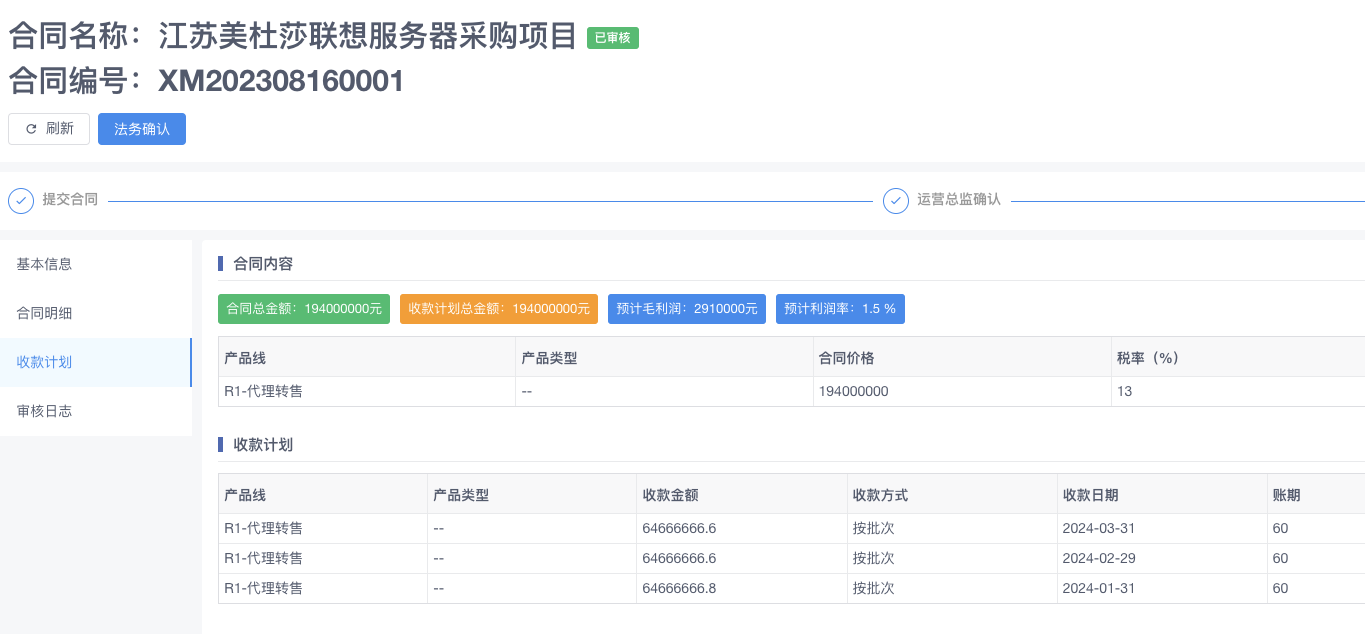 合同名称：江苏美杜莎联想服务器采购项目 已审核
合同编号：XM202308160001
刷新 法务确认
提交合同 运营总监确认
基本信息
合同明细
收款计划
审核日志
合同内容
合同总金额：194000000元 收款计划总金额：194000000元 预计毛利润：2910000元 预计利润率：1.5 %
产品线 产品类型 合同价格 税率（%）
R1-代理转售 -- 194000000 13
收款计划
产品线 产品类型 收款金额 收款方式 收款日期 账期
R1-代理转售 -- 64666666.6 按批次 2024-03-31 60
R1-代理转售 -- 64666666.6 按批次 2024-02-29 60
R1-代理转售 -- 64666666.8 按批次 2024-01-31 60